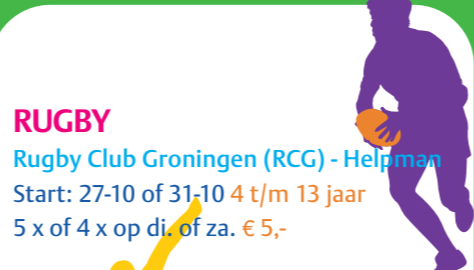 RUGBY
Rugby Club Groningen (RCG) - Helpman
Start: 27-10 of 31-10 4 t/m 13 jaar
5 x of 4 x op di. of za. € 5,-